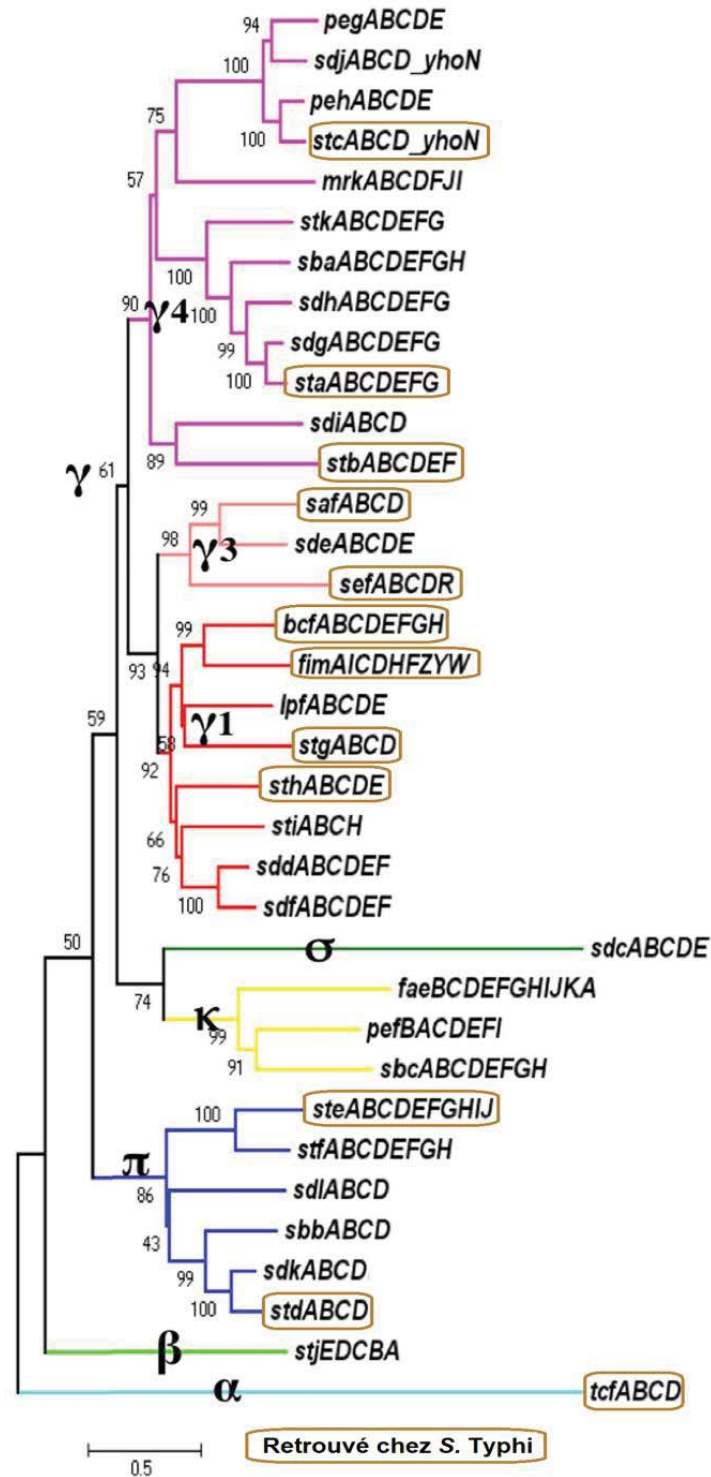 94
pegABCDE
100
sdjABCD_yhoN
75
pehABCDE
100
stcABCD_yhoN
57
mrkABCDFJI
stkABCDEFG
100
sbaABCDEFGH
90
γ4
100
sdhABCDEFG
99
sdgABCDEFG
100
staABCDEFG
sdiABCD
γ
61
89
stbABCDEF
99
safABCD
98
γ3
sdeABCDE
sefABCDR
99
bcfABCDEFGH
93
94
fimAICDHFZYW
59
lpfABCDE
γ1
58
stgABCD
92
sthABCDE
66
stiABCH
76
sddABCDEF
100
sdfABCDEF
50
σ
sdcABCDE
74
faeBCDEFGHIJKA
κ
99
pefBACDEFI
91
sbcABCDEFGH
100
steABCDEFGHIJ
π
stfABCDEFGH
86
sdlABCD
43
sbbABCD
99
sdkABCD
100
stdABCD
β
stjEDCBA
α
tcfABCD
0.5
Retrouvé chez S. Typhi